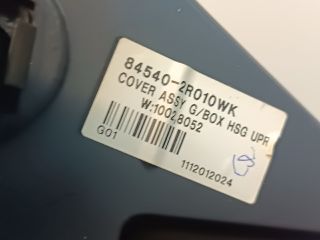 84540-2R010WK
COVER ASSY G/BOX HSG UPR
W:10028052
G01
1112012024